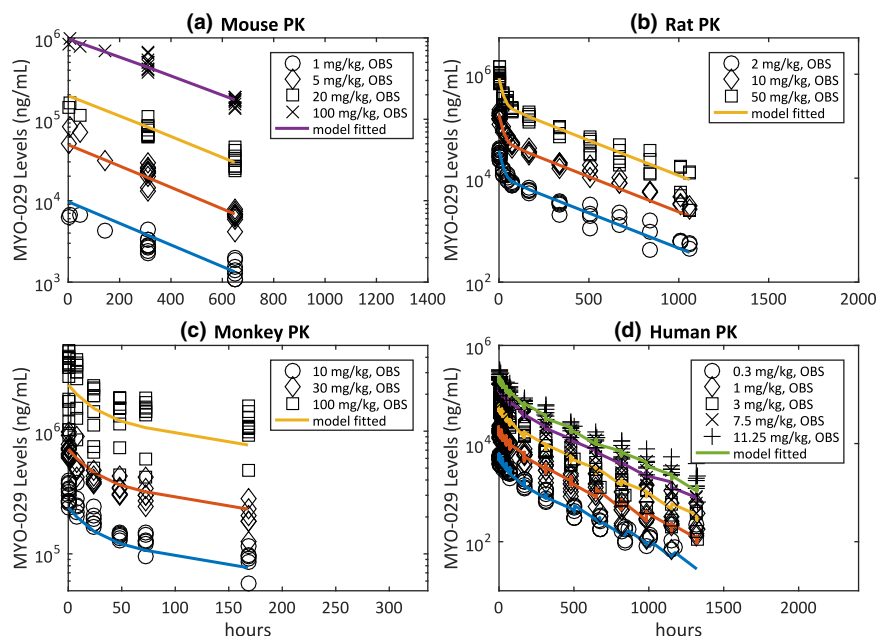 (a) Mouse PK
MYO-029 Levels (ng/mL)
10^6
10^5
10^4
10^3
0 200 400 600 800 1000 1200 1400
1 mg/kg, OBS
5 mg/kg, OBS
20 mg/kg, OBS
100 mg/kg, OBS
model fitted
(b) Rat PK
MYO-029 Levels (ng/mL)
10^6
10^4
10^2
0 500 1000 1500 2000
2 mg/kg, OBS
10 mg/kg, OBS
50 mg/kg, OBS
model fitted
(c) Monkey PK
MYO-029 Levels (ng/mL)
10^6
10^5
0 50 100 150 200 250 300
hours
10 mg/kg, OBS
30 mg/kg, OBS
100 mg/kg, OBS
model fitted
(d) Human PK
MYO-029 Levels (ng/mL)
10^6
10^4
10^2
0 500 1000 1500 2000
hours
0.3 mg/kg, OBS
1 mg/kg, OBS
3 mg/kg, OBS
7.5 mg/kg, OBS
11.25 mg/kg, OBS
model fitted